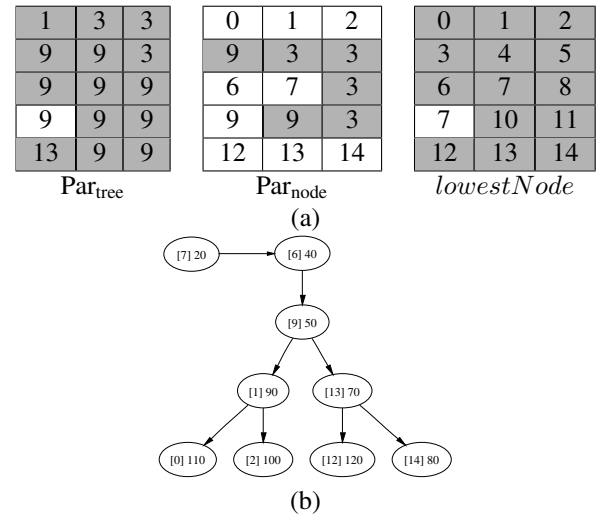 1 3 3 0 1 2 0 1 2
9 9 3 9 3 3 3 4 5
9 9 9 6 7 3 6 7 8
9 9 9 9 9 3 7 10 11
13 9 9 12 13 14 12 13 14
Par_tree Par_node lowestNode
(a)
[7] 20 [6] 40
[9] 50
[1] 90 [13] 70
[0] 110 [2] 100 [12] 120 [14] 80
(b)